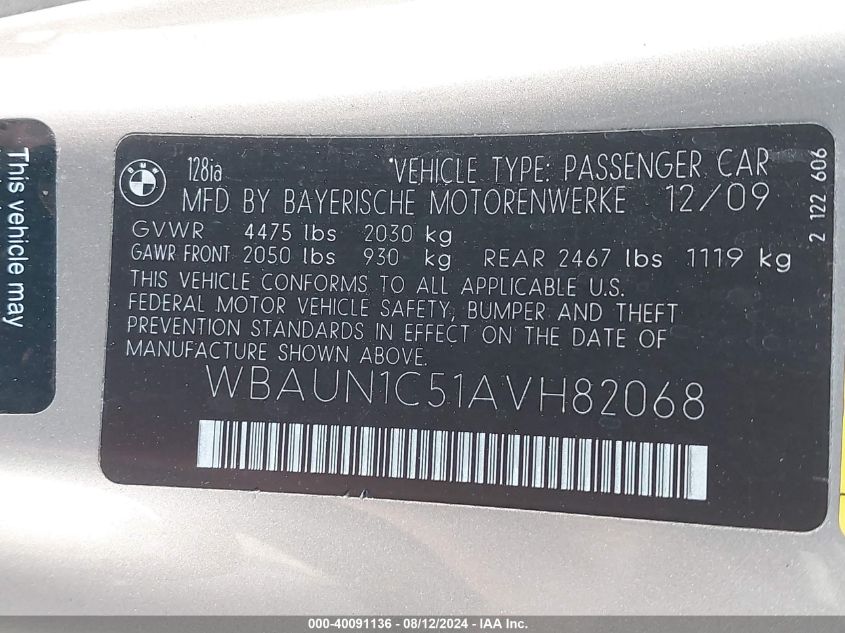 This vehicle may
BMW
128ia
VEHICLE TYPE: PASSENGER CAR
MFD BY BAYERISCHE MOTORENWERKE 12/09
GVWR 4475 lbs 2030 kg
GAWR FRONT 2050 lbs 930 kg REAR 2467 lbs 1119 kg
THIS VEHICLE CONFORMS TO ALL APPLICABLE U.S.
FEDERAL MOTOR VEHICLE SAFETY, BUMPER AND THEFT
PREVENTION STANDARDS IN EFFECT ON THE DATE OF
MANUFACTURE SHOWN ABOVE.
WBAUN1C51AVH82068
2 122 606
000-40091136 - 08/12/2024 - © IAA Holdings, LLC.